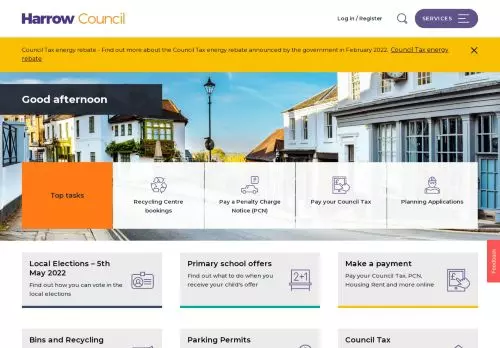 Harrow Council
Log in / Register
SERVICES
Council Tax energy rebate - Find out more about the Council Tax energy rebate announced by the government in February 2022. Council Tax energy
rebate
Good afternoon
Top tasks
Recycling Centre
bookings
Pay a Penalty Charge
Notice (PCN)
Pay your Council Tax
Planning Applications
Feedback
Local Elections – 5th
May 2022
Find out how you can vote in the
local elections
Primary school offers
Find out what to do when you
receive your child's offer
2+1
Make a payment
Pay your Council Tax, PCN,
Housing Rent and more online
£
Bins and Recycling
Parking Permits
Council Tax